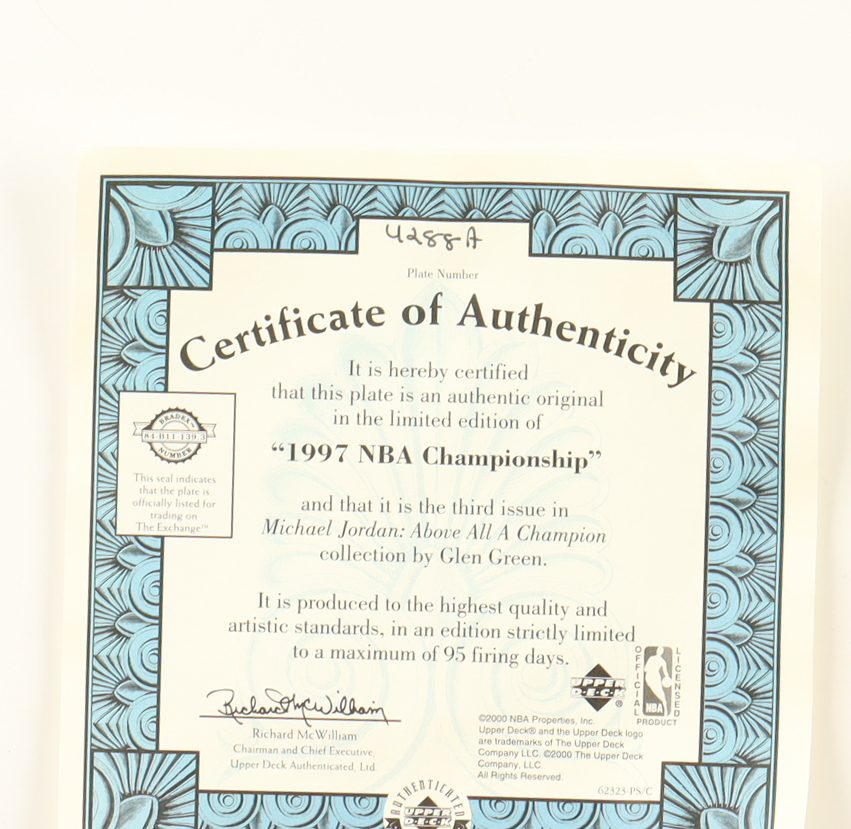 4288A
Plate Number
Certificate of Authenticity
It is hereby certified
that this plate is an authentic original
in the limited edition of
“1997 NBA Championship”
and that it is the third issue in
Michael Jordan: Above All A Champion
collection by Glen Green.
It is produced to the highest quality and
artistic standards, in an edition strictly limited
to a maximum of 95 firing days.
BRADEX™
84-B11-139.3
NUMBER
This seal indicates
that the plate is
officially listed for
trading on
The Exchange™
Richard McWilliam
Richard McWilliam
Chairman and Chief Executive,
Upper Deck Authenticated, Ltd.
UPPER
D·E·C·K
®
OFFICIAL
LICENSED
NBA
PRODUCT
©2000 NBA Properties, Inc.
Upper Deck® and the Upper Deck logo
are trademarks of The Upper Deck
Company LLC. ©2000 The Upper Deck
Company, LLC.
All Rights Reserved.
62323-PS/C
AUTHENTICATED
UPPER
D·E·C·K